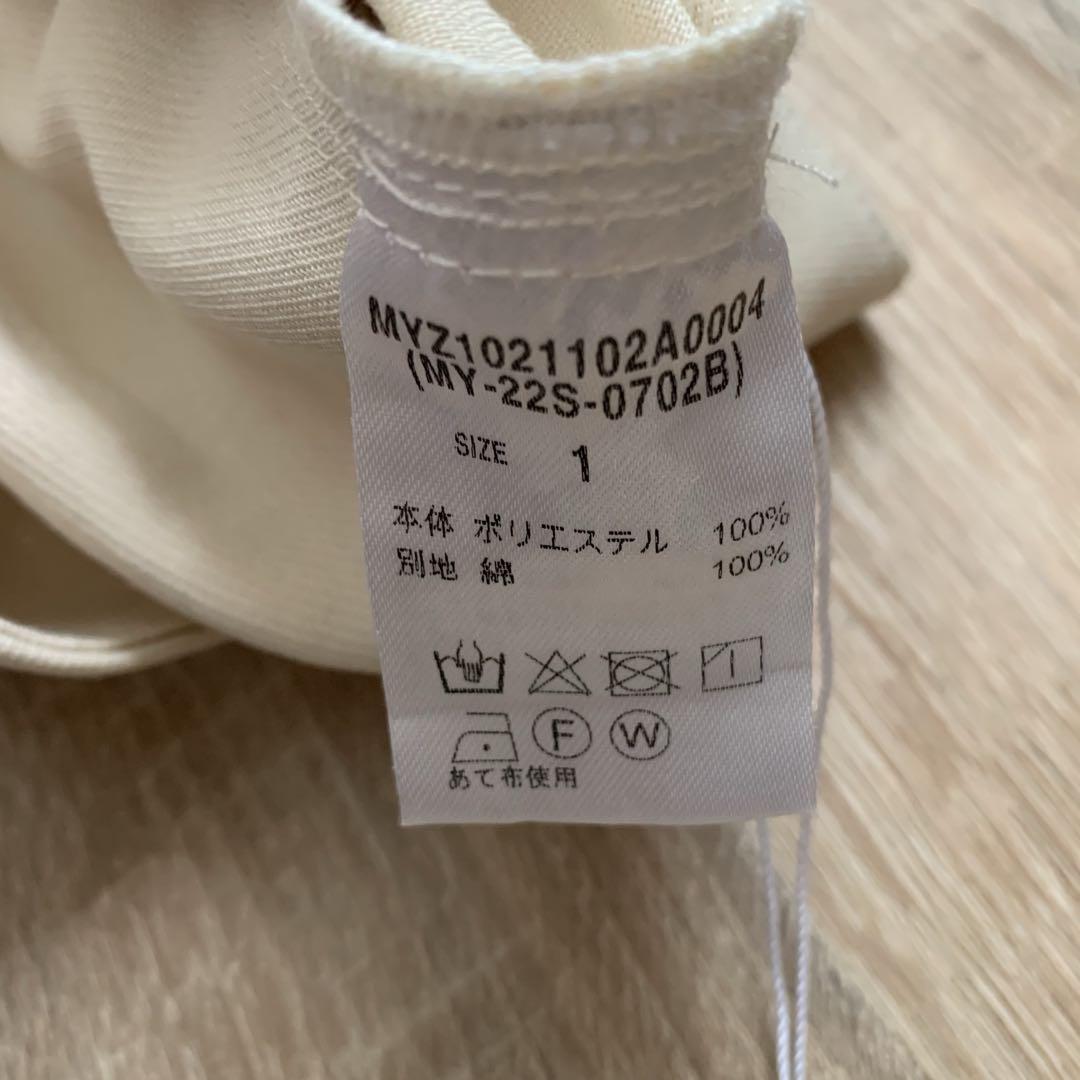 MYZ1021102A0004
(MY-22S-0702B)
SIZE 1
本体 ポリエステル 100%
別地 綿 100%
F W
あて布使用